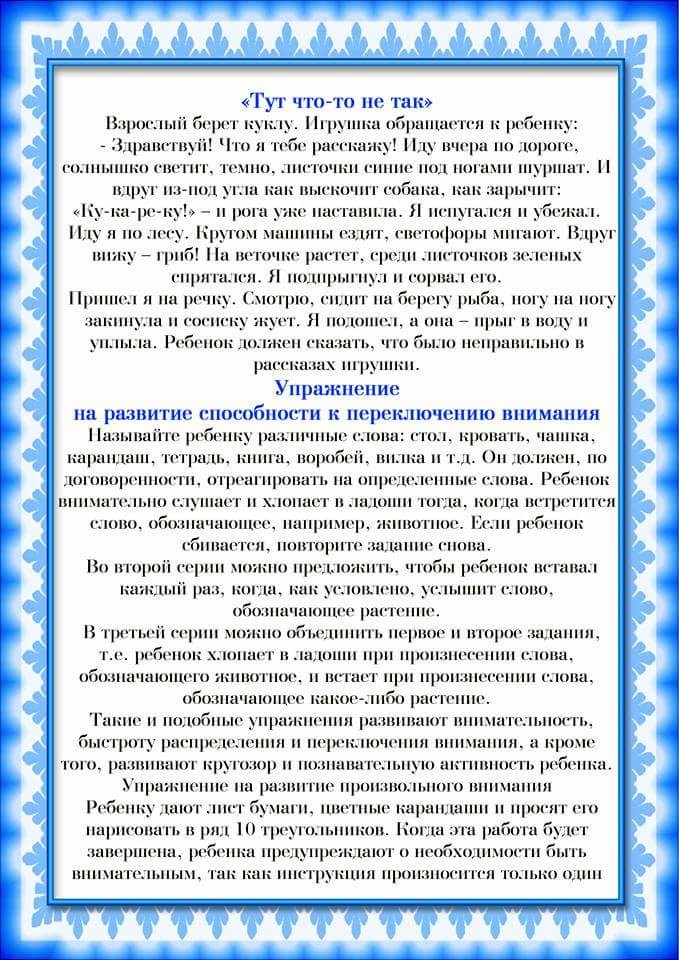 «Тут что-то не так»
Взрослый берет куклу. Игрушка обращается к ребенку:
- Здравствуй! Что я тебе расскажу! Иду вчера по дороге,
солнышко светит, темно, листочки синие под ногами шуршат. И
вдруг из-под угла как выскочит собака, как зарычит:
«Ку-ка-ре-ку!» – и рога уже наставила. Я испугался и убежал.
Иду я по лесу. Кругом машины ездят, светофоры мигают. Вдруг
вижу – гриб! На веточке растет, среди листочков зеленых
спрятался. Я подпрыгнул и сорвал его.
Пришел я на речку. Смотрю, сидит на берегу рыба, ногу на ногу
закинула и сосиску жует. Я подошел, а она – прыг в воду и
уплыла. Ребенок должен сказать, что было неправильно в
рассказах игрушки.
Упражнение
на развитие способности к переключению внимания
Называйте ребенку различные слова: стол, кровать, чашка,
карандаш, тетрадь, книга, воробей, вилка и т.д. Он должен, по
договоренности, отреагировать на определенные слова. Ребенок
внимательно слушает и хлопает в ладоши тогда, когда встретится
слово, обозначающее, например, животное. Если ребенок
сбивается, повторите задание снова.
Во второй серии можно предложить, чтобы ребенок вставал
каждый раз, когда, как условлено, услышит слово,
обозначающее растение.
В третьей серии можно объединить первое и второе задания,
т.е. ребенок хлопает в ладоши при произнесении слова,
обозначающего животное, и встает при произнесении слова,
обозначающее какое-либо растение.
Такие и подобные упражнения развивают внимательность,
быстроту распределения и переключения внимания, а кроме
того, развивают кругозор и познавательную активность ребенка.
Упражнение на развитие произвольного внимания
Ребенку дают лист бумаги, цветные карандаши и просят его
нарисовать в ряд 10 треугольников. Когда эта работа будет
завершена, ребенка предупреждают о необходимости быть
внимательным, так как инструкция произносится только один